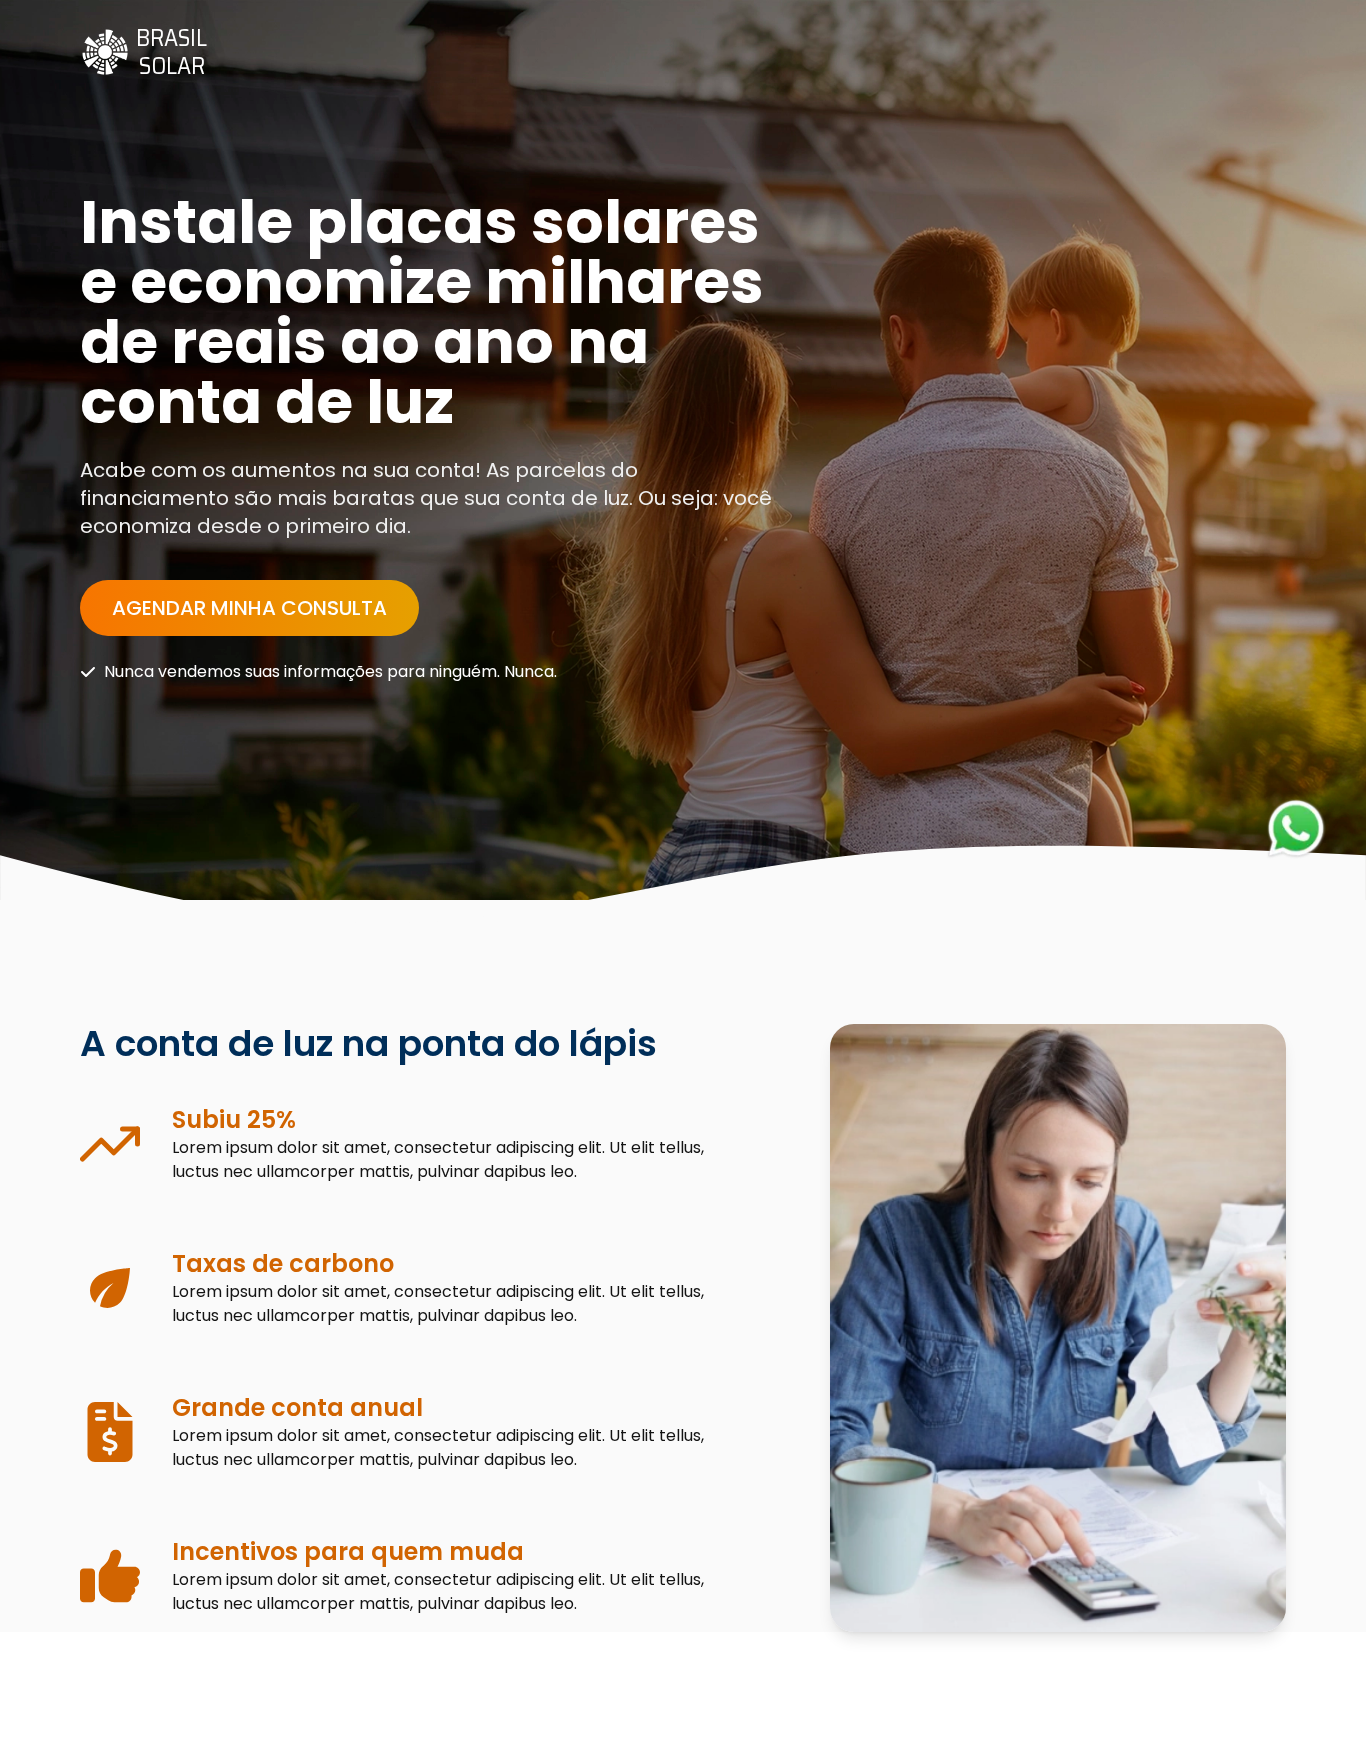 BRASIL
SOLAR
Instale placas solares
e economize milhares
de reais ao ano na
conta de luz
Acabe com os aumentos na sua conta! As parcelas do
financiamento são mais baratas que sua conta de luz. Ou seja: você
economiza desde o primeiro dia.
AGENDAR MINHA CONSULTA
Nunca vendemos suas informações para ninguém. Nunca.
A conta de luz na ponta do lápis
Subiu 25%
Lorem ipsum dolor sit amet, consectetur adipiscing elit. Ut elit tellus,
luctus nec ullamcorper mattis, pulvinar dapibus leo.
Taxas de carbono
Lorem ipsum dolor sit amet, consectetur adipiscing elit. Ut elit tellus,
luctus nec ullamcorper mattis, pulvinar dapibus leo.
Grande conta anual
Lorem ipsum dolor sit amet, consectetur adipiscing elit. Ut elit tellus,
luctus nec ullamcorper mattis, pulvinar dapibus leo.
Incentivos para quem muda
Lorem ipsum dolor sit amet, consectetur adipiscing elit. Ut elit tellus,
luctus nec ullamcorper mattis, pulvinar dapibus leo.